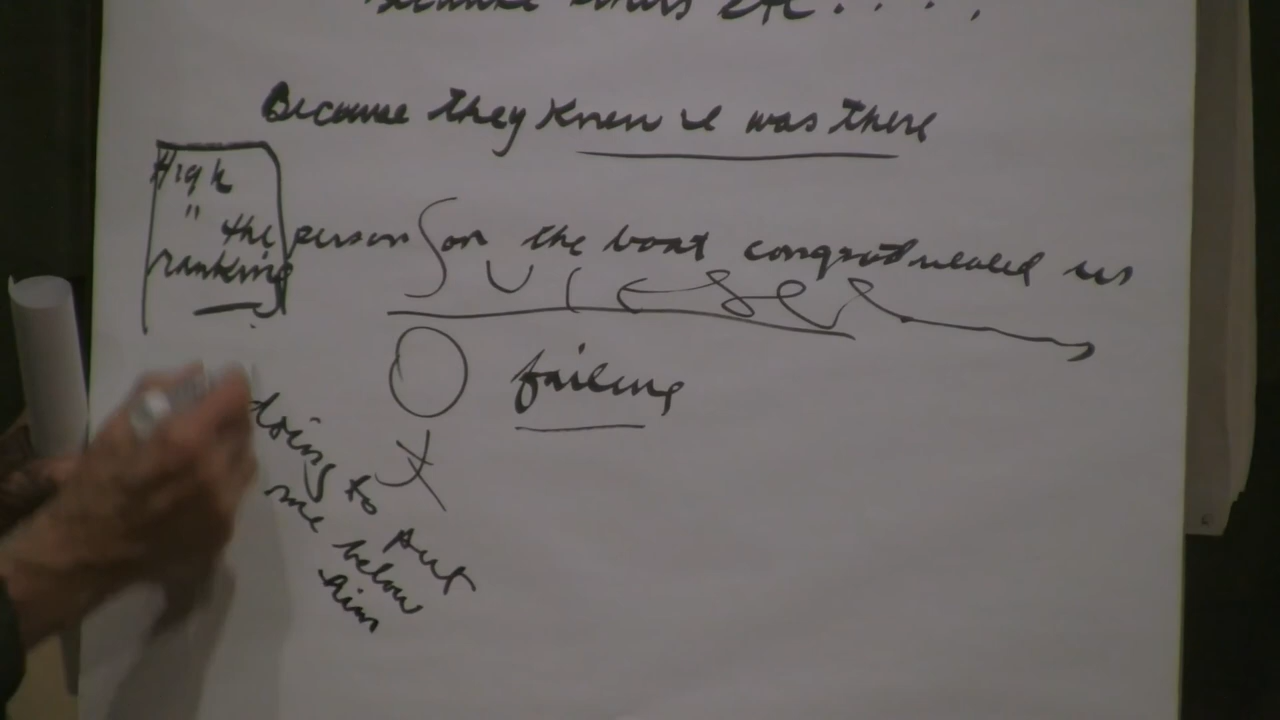 etc. . . . .
Because they knew I was there
High
" the person on the boat congratulated us
ranking
failing
doing to put
me below
him